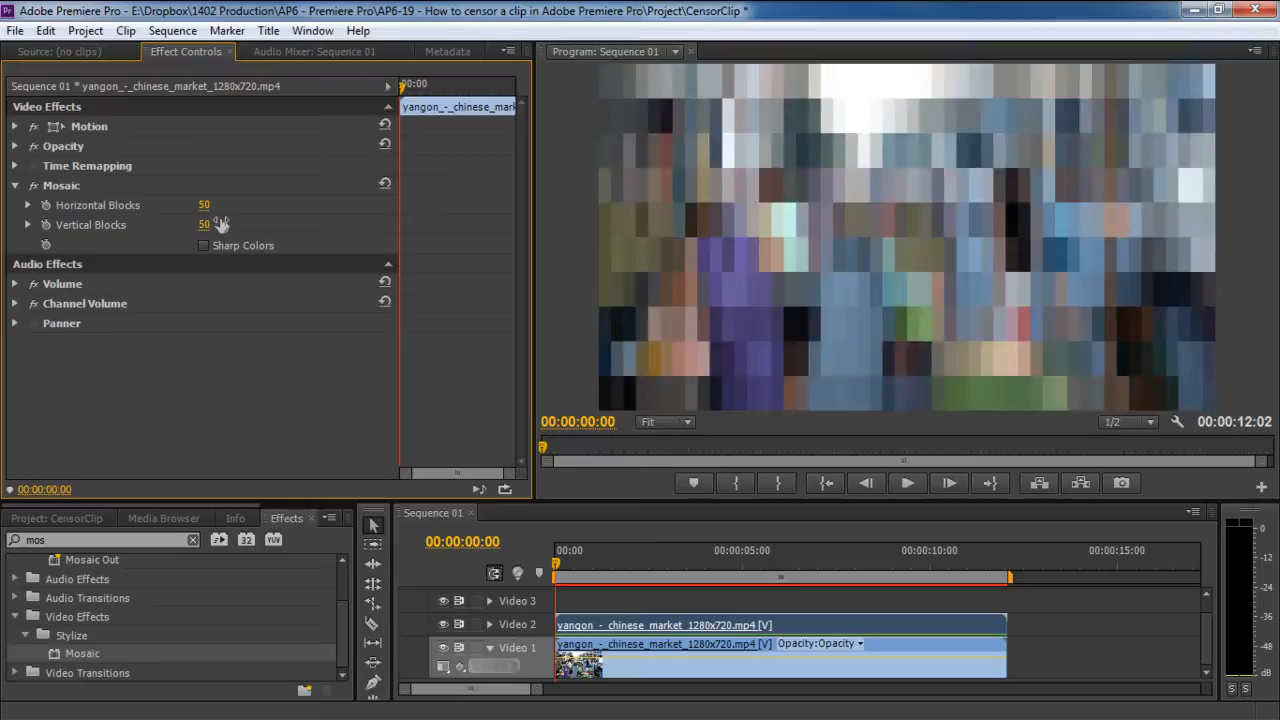 Adobe Premiere Pro - E:\Dropbox\1402 Production\AP6 - Premiere Pro\AP6-19 - How to censor a clip in Adobe Premiere Pro\Project\CensorClip *
File Edit Project Clip Sequence Marker Title Window Help
Source: (no clips) Effect Controls Audio Mixer: Sequence 01 Metadata
Program: Sequence 01
Sequence 01 * yangon_-_chinese_market_1280x720.mp4
00:00
Video Effects
yangon_-_chinese_mark
Motion
Opacity
Time Remapping
Mosaic
Horizontal Blocks 50
Vertical Blocks 50
Sharp Colors
Audio Effects
Volume
Channel Volume
Panner
00:00:00:00
Fit
1/2
00:00:12:02
00:00:00:00
Project: CensorClip Media Browser Info Effects
mos
32
YUV
Mosaic Out
Audio Effects
Audio Transitions
Video Effects
Stylize
Mosaic
Video Transitions
Sequence 01
00:00:00:00
00:00 00:00:05:00 00:00:10:00 00:00:15:00
Video 3
Video 2
yangon_-_chinese_market_1280x720.mp4 [V]
Video 1
yangon_-_chinese_market_1280x720.mp4 [V] Opacity:Opacity
0
-12
-24
-36
-48
dB
S S